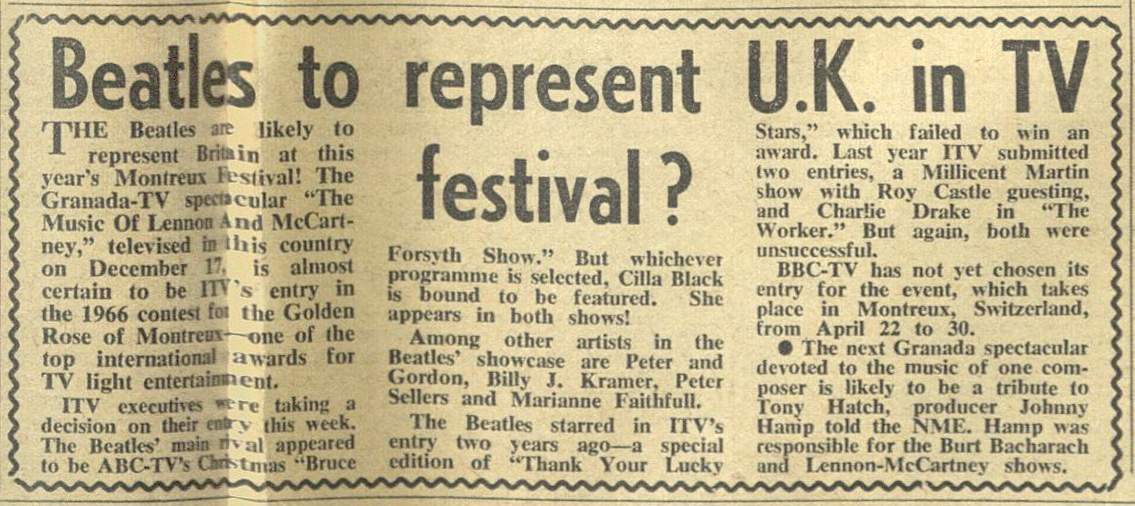 Beatles to represent U.K. in TV
festival?
THE Beatles are likely to
represent Britain at this
year's Montreux Festival! The
Granada-TV spectacular "The
Music Of Lennon And McCart-
ney," televised in this country
on December 17, is almost
certain to be ITV's entry in
the 1966 contest for the Golden
Rose of Montreux—one of the
top international awards for
TV light entertainment.
ITV executives were taking a
decision on their entry this week.
The Beatles' main rival appeared
to be ABC-TV's Christmas "Bruce
Forsyth Show." But whichever
programme is selected, Cilla Black
is bound to be featured. She
appears in both shows!
Among other artists in the
Beatles' showcase are Peter and
Gordon, Billy J. Kramer, Peter
Sellers and Marianne Faithfull.
The Beatles starred in ITV's
entry two years ago—a special
edition of "Thank Your Lucky
Stars," which failed to win an
award. Last year ITV submitted
two entries, a Millicent Martin
show with Roy Castle guesting,
and Charlie Drake in "The
Worker." But again, both were
unsuccessful.
BBC-TV has not yet chosen its
entry for the event, which takes
place in Montreux, Switzerland,
from April 22 to 30.
● The next Granada spectacular
devoted to the music of one com-
poser is likely to be a tribute to
Tony Hatch, producer Johnny
Hamp told the NME. Hamp was
responsible for the Burt Bacharach
and Lennon-McCartney shows.